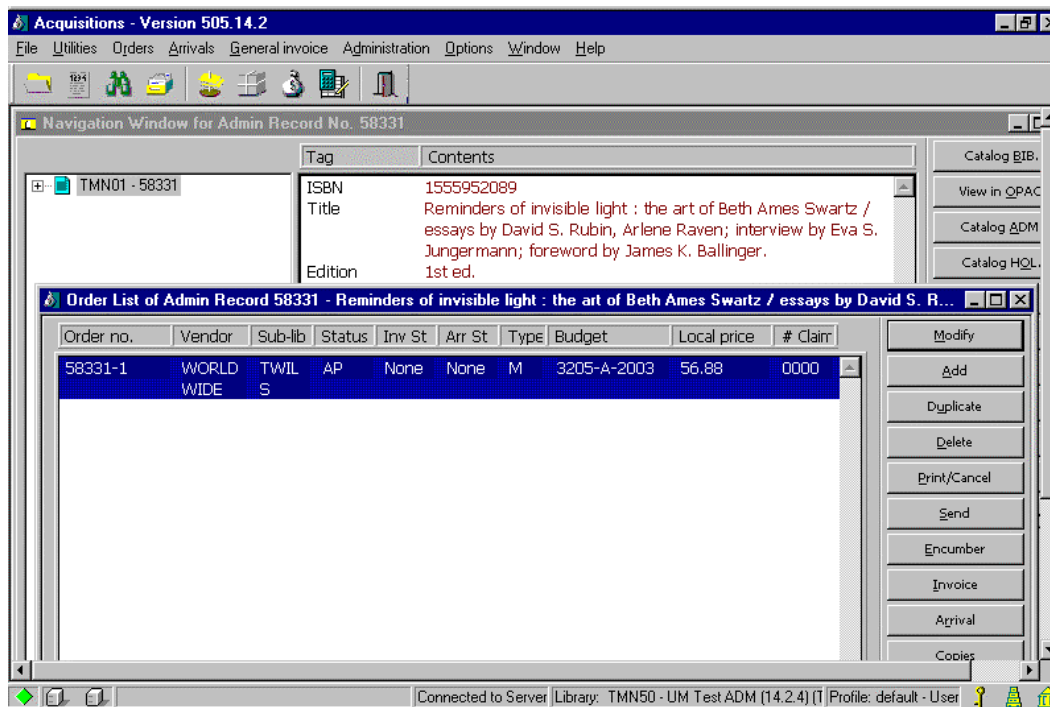 Acquisitions - Version 505.14.2
File Utilities Orders Arrivals General invoice Administration Options Window Help
Navigation Window for Admin Record No. 58331
Tag Contents
Catalog BIB.
TMN01 - 58331
ISBN 1555952089
View in OPAC
Title Reminders of invisible light : the art of Beth Ames Swartz /
essays by David S. Rubin, Arlene Raven; interview by Eva S.
Catalog ADM
Jungermann; foreword by James K. Ballinger.
Edition 1st ed.
Catalog HOL.
Order List of Admin Record 58331 - Reminders of invisible light : the art of Beth Ames Swartz / essays by David S. R...
Order no. Vendor Sub-lib Status Inv St Arr St Type Budget Local price # Claim
Modify
58331-1 WORLD TWIL AP None None M 3205-A-2003 56.88 0000
WIDE S
Add
Duplicate
Delete
Print/Cancel
Send
Encumber
Invoice
Arrival
Copies
Connected to Server Library: TMN50 - UM Test ADM (14.2.4) (T Profile: default - User